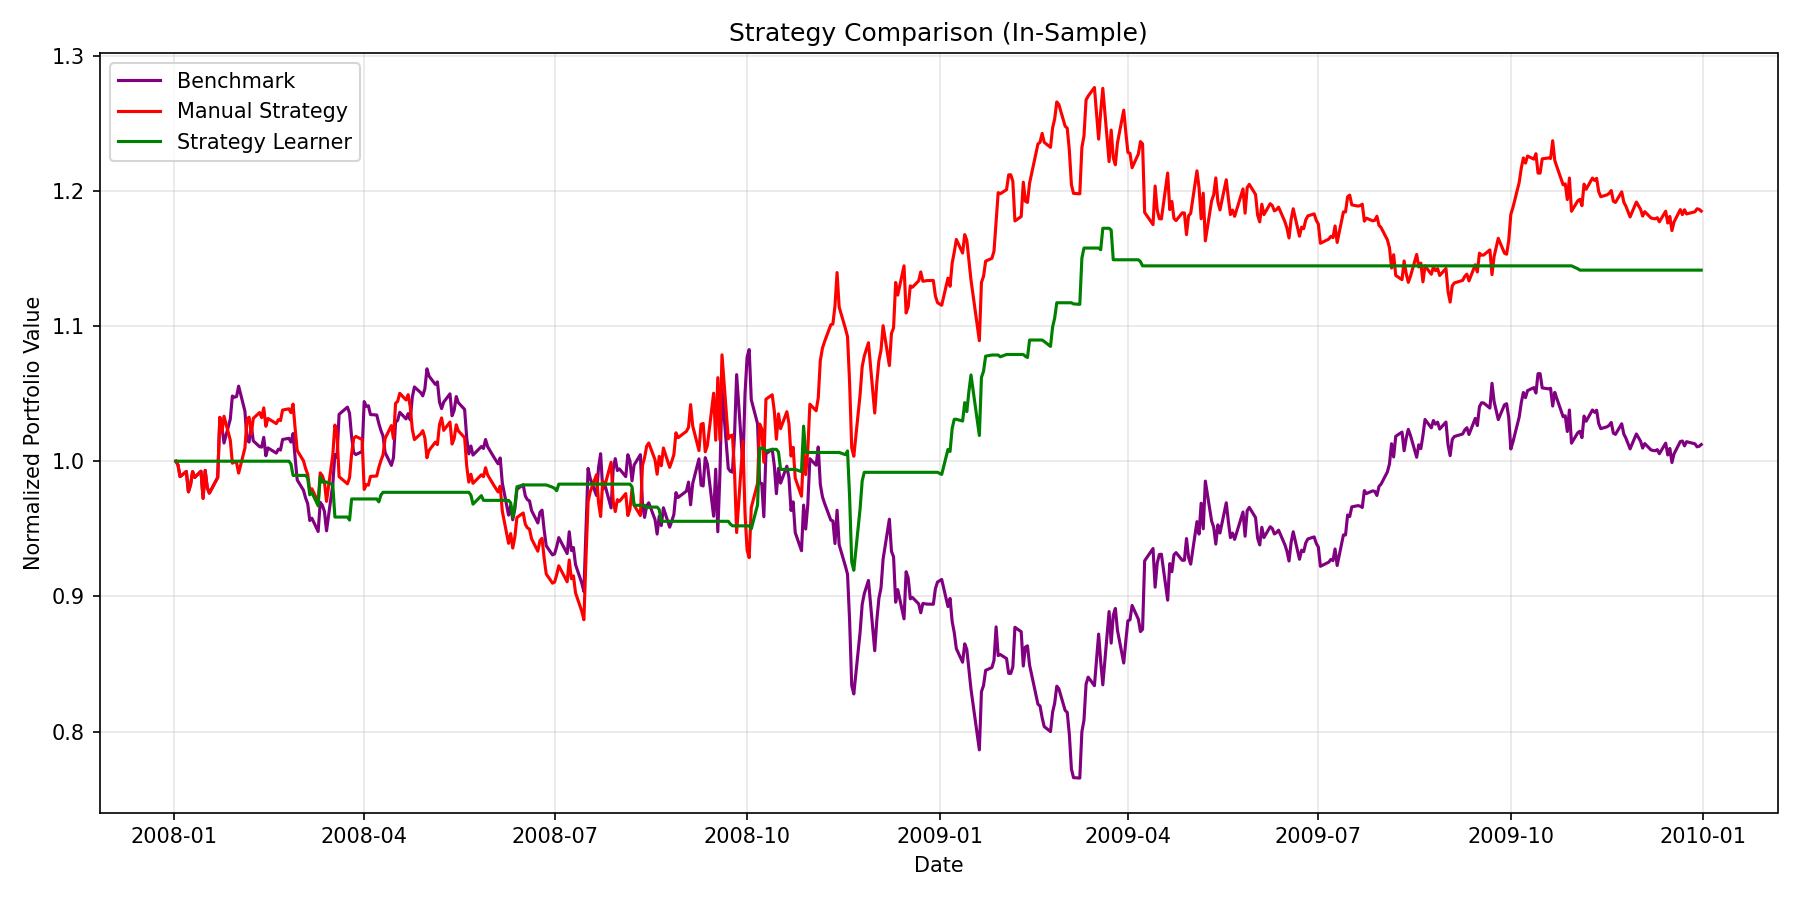 Strategy Comparison (In-Sample)
Benchmark
Manual Strategy
Strategy Learner
Normalized Portfolio Value
1.3
1.2
1.1
1.0
0.9
0.8
2008-01 2008-04 2008-07 2008-10 2009-01 2009-04 2009-07 2009-10 2010-01
Date